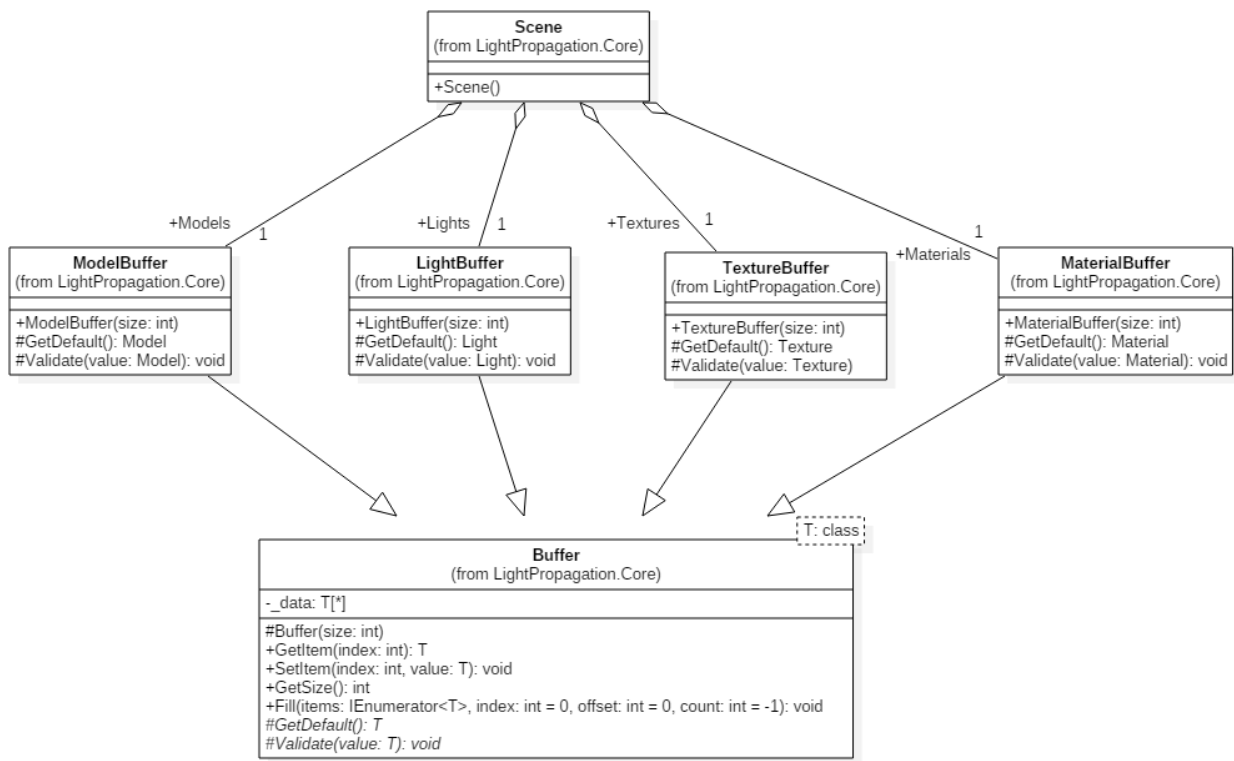 Scene
(from LightPropagation.Core)
+Scene()
+Models
1
+Lights
1
+Textures
1
1
+Materials
ModelBuffer
(from LightPropagation.Core)
+ModelBuffer(size: int)
#GetDefault(): Model
#Validate(value: Model): void
LightBuffer
(from LightPropagation.Core)
+LightBuffer(size: int)
#GetDefault(): Light
#Validate(value: Light): void
TextureBuffer
(from LightPropagation.Core)
+TextureBuffer(size: int)
#GetDefault(): Texture
#Validate(value: Texture)
MaterialBuffer
(from LightPropagation.Core)
+MaterialBuffer(size: int)
#GetDefault(): Material
#Validate(value: Material): void
T: class
Buffer
(from LightPropagation.Core)
-_data: T[*]
#Buffer(size: int)
+GetItem(index: int): T
+SetItem(index: int, value: T): void
+GetSize(): int
+Fill(items: IEnumerator<T>, index: int = 0, offset: int = 0, count: int = -1): void
#GetDefault(): T
#Validate(value: T): void